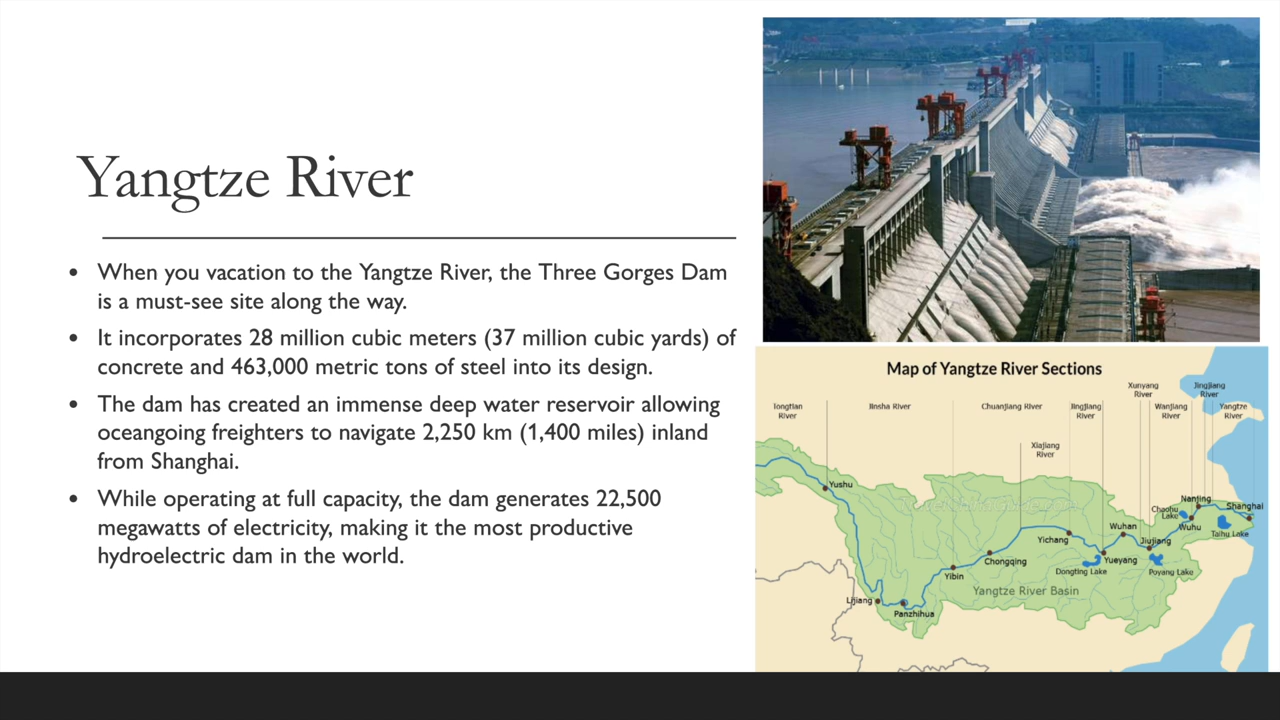 Yangtze River
• When you vacation to the Yangtze River, the Three Gorges Dam
is a must-see site along the way.
• It incorporates 28 million cubic meters (37 million cubic yards) of
concrete and 463,000 metric tons of steel into its design.
• The dam has created an immense deep water reservoir allowing
oceangoing freighters to navigate 2,250 km (1,400 miles) inland
from Shanghai.
• While operating at full capacity, the dam generates 22,500
megawatts of electricity, making it the most productive
hydroelectric dam in the world.
Map of Yangtze River Sections
Xunyang
River
Jingjiang
River
Tongtian
River
Jinsha River
Chuanjiang River
Jingjiang
River
Wanjiang
River
Yangtze
River
Xiajiang
River
Yushu
Nanjing
Chaohu
Lake
Shanghai
Wuhan
Wuhu
Taihu Lake
Yichang
Jiujiang
Chongqing
Yueyang
Yibin
Dongting Lake
Poyang Lake
Yangtze River Basin
Lijiang
Panzhihua